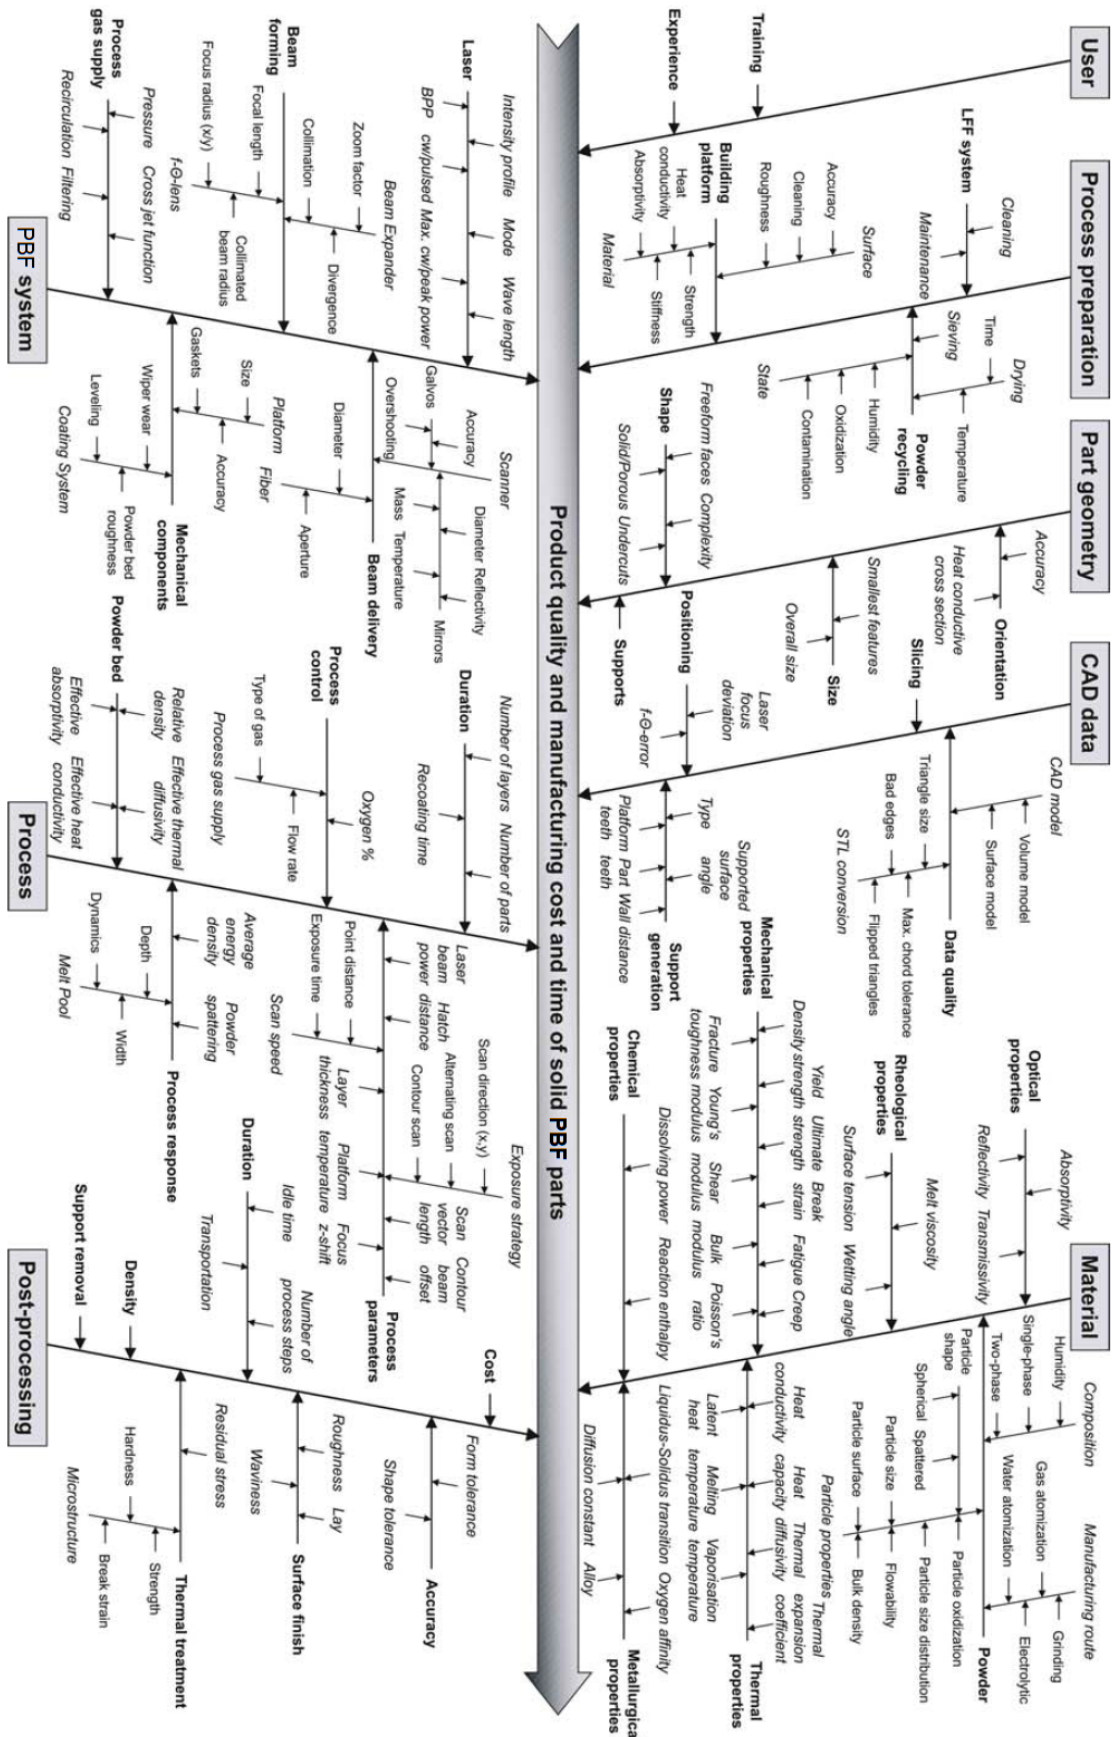 User
Training
Experience
Process preparation
LFF system
Cleaning
Maintenance
Building
platform
Surface
Accuracy
Cleaning
Roughness
Heat
conductivity
Absorptivity
Strength
Stiffness
Material
Powder
recycling
Drying
Time
Temperature
Sieving
State
Humidity
Oxidization
Contamination
Part geometry
Orientation
Accuracy
Heat conductive
cross section
Size
Smallest features
Overall size
Shape
Freeform faces Complexity
Solid/Porous Undercuts
Supports
CAD data
Slicing
Data quality
CAD model
Volume model
Surface model
Triangle size
Bad edges
Max. chord tolerance
Flipped triangles
STL conversion
Positioning
Laser
focus
deviation
f-Θ-error
Support
generation
Type
Supported
surface
angle
Platform Part Wall distance
teeth teeth
Material
Optical
properties
Absorptivity
Reflectivity Transmissivity
Rheological
properties
Melt viscosity
Surface tension Wetting angle
Mechanical
properties
Yield Ultimate Break
Density strength strength strain Fatigue Creep
Fracture Young's Shear Bulk Poisson's
toughness modulus modulus modulus ratio
Chemical
properties
Dissolving power Reaction enthalpy
Powder
Composition
Humidity
Single-phase
Two-phase
Manufacturing route
Gas atomization
Water atomization
Grinding
Electrolytic
Particle
shape
Spherical Spattered
Particle size
Particle surface
Particle oxidization
Particle size distribution
Flowability
Bulk density
Particle properties
Thermal
properties
Heat Heat Thermal Thermal expansion
conductivity capacity diffusivity coefficient
Latent Melting Vaporisation
heat temperature temperature
Metallurgical
properties
Liquidus-Solidus transition Oxygen affinity
Diffusion constant Alloy
Product quality and manufacturing cost and time of solid PBF parts
PBF system
Laser
Intensity profile Mode Wave length
BPP cw/pulsed Max. cw/peak power
Beam
forming
Beam Expander
Zoom factor
Collimation
Divergence
Focal length
Focus radius (x/y)
Collimated
beam radius
f-Θ-lens
Process
gas supply
Pressure Cross jet function
Recirculation Filtering
Beam delivery
Scanner
Accuracy
Galvos
Overshooting
Diameter Reflectivity
Mirrors
Mass Temperature
Fiber
Diameter
Aperture
Mechanical
components
Platform
Size
Gaskets
Accuracy
Wiper wear
Leveling
Powder bed
roughness
Coating System
Process
Duration
Number of layers Number of parts
Recoating time
Process
control
Oxygen %
Type of gas
Flow rate
Process gas supply
Powder bed
Relative Effective thermal
density diffusivity
Effective Effective heat
absorptivity conductivity
Process
parameters
Laser
beam Hatch
power distance
Exposure strategy
Scan direction (x,y)
Alternating scan
Contour scan
Scan Contour
vector beam
length offset
Point distance
Exposure time
Scan speed
Layer Platform Focus
thickness temperature z-shift
Process response
Average
energy
density
Powder
spattering
Depth
Dynamics
Width
Melt Pool
Post-processing
Cost
Duration
Idle time
Number of
process steps
Transportation
Density
Support removal
Accuracy
Form tolerance
Shape tolerance
Surface finish
Roughness Lay
Waviness
Thermal treatment
Residual stress
Hardness
Strength
Break strain
Microstructure